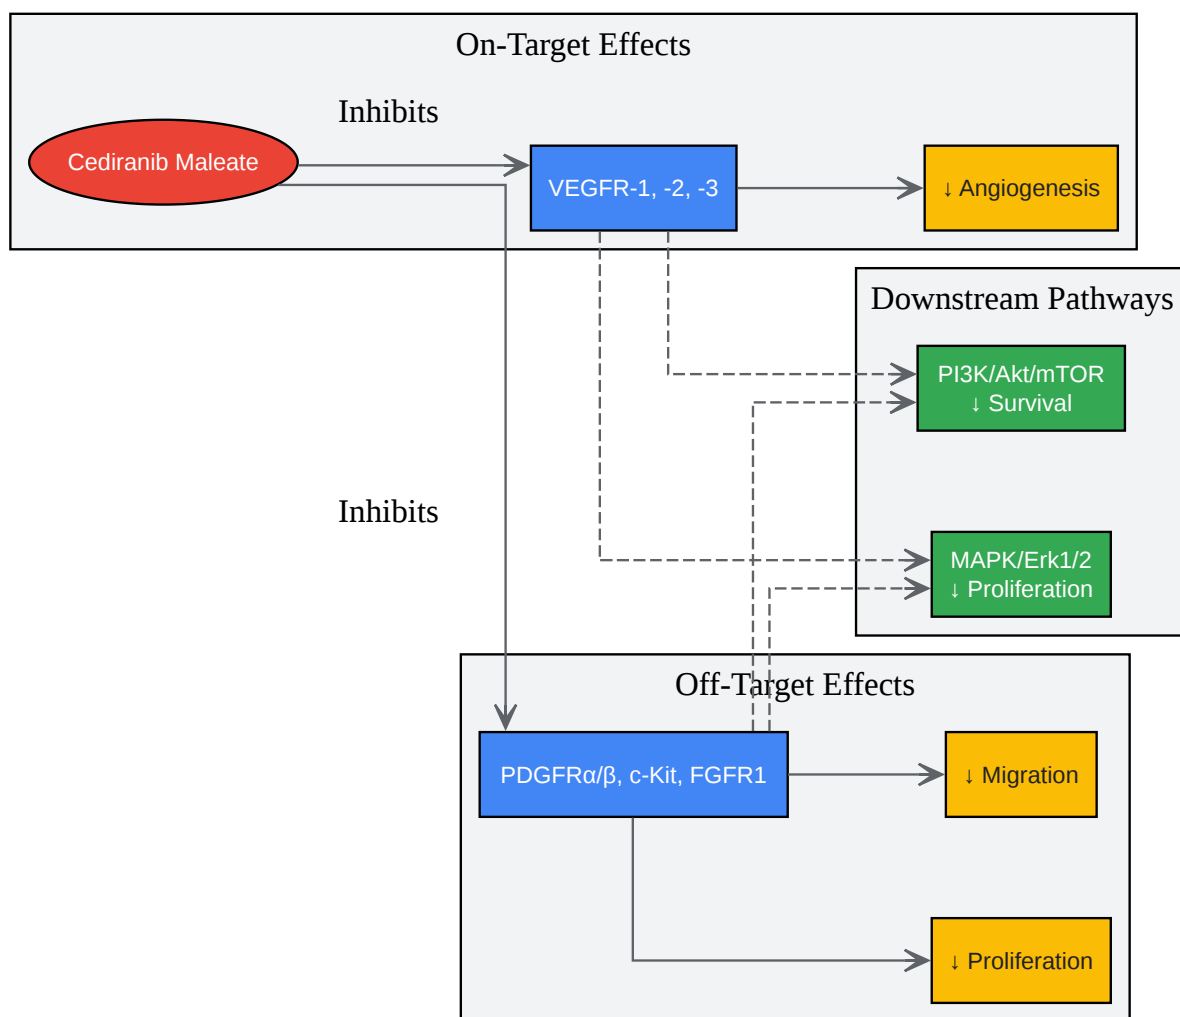 On-Target Effects
Inhibits
Cediranib Maleate
VEGFR-1, -2, -3
↓ Angiogenesis
Downstream Pathways
PI3K/Akt/mTOR
↓ Survival
Inhibits
MAPK/Erk1/2
↓ Proliferation
Off-Target Effects
PDGFRα/β, c-Kit, FGFR1
↓ Migration
↓ Proliferation